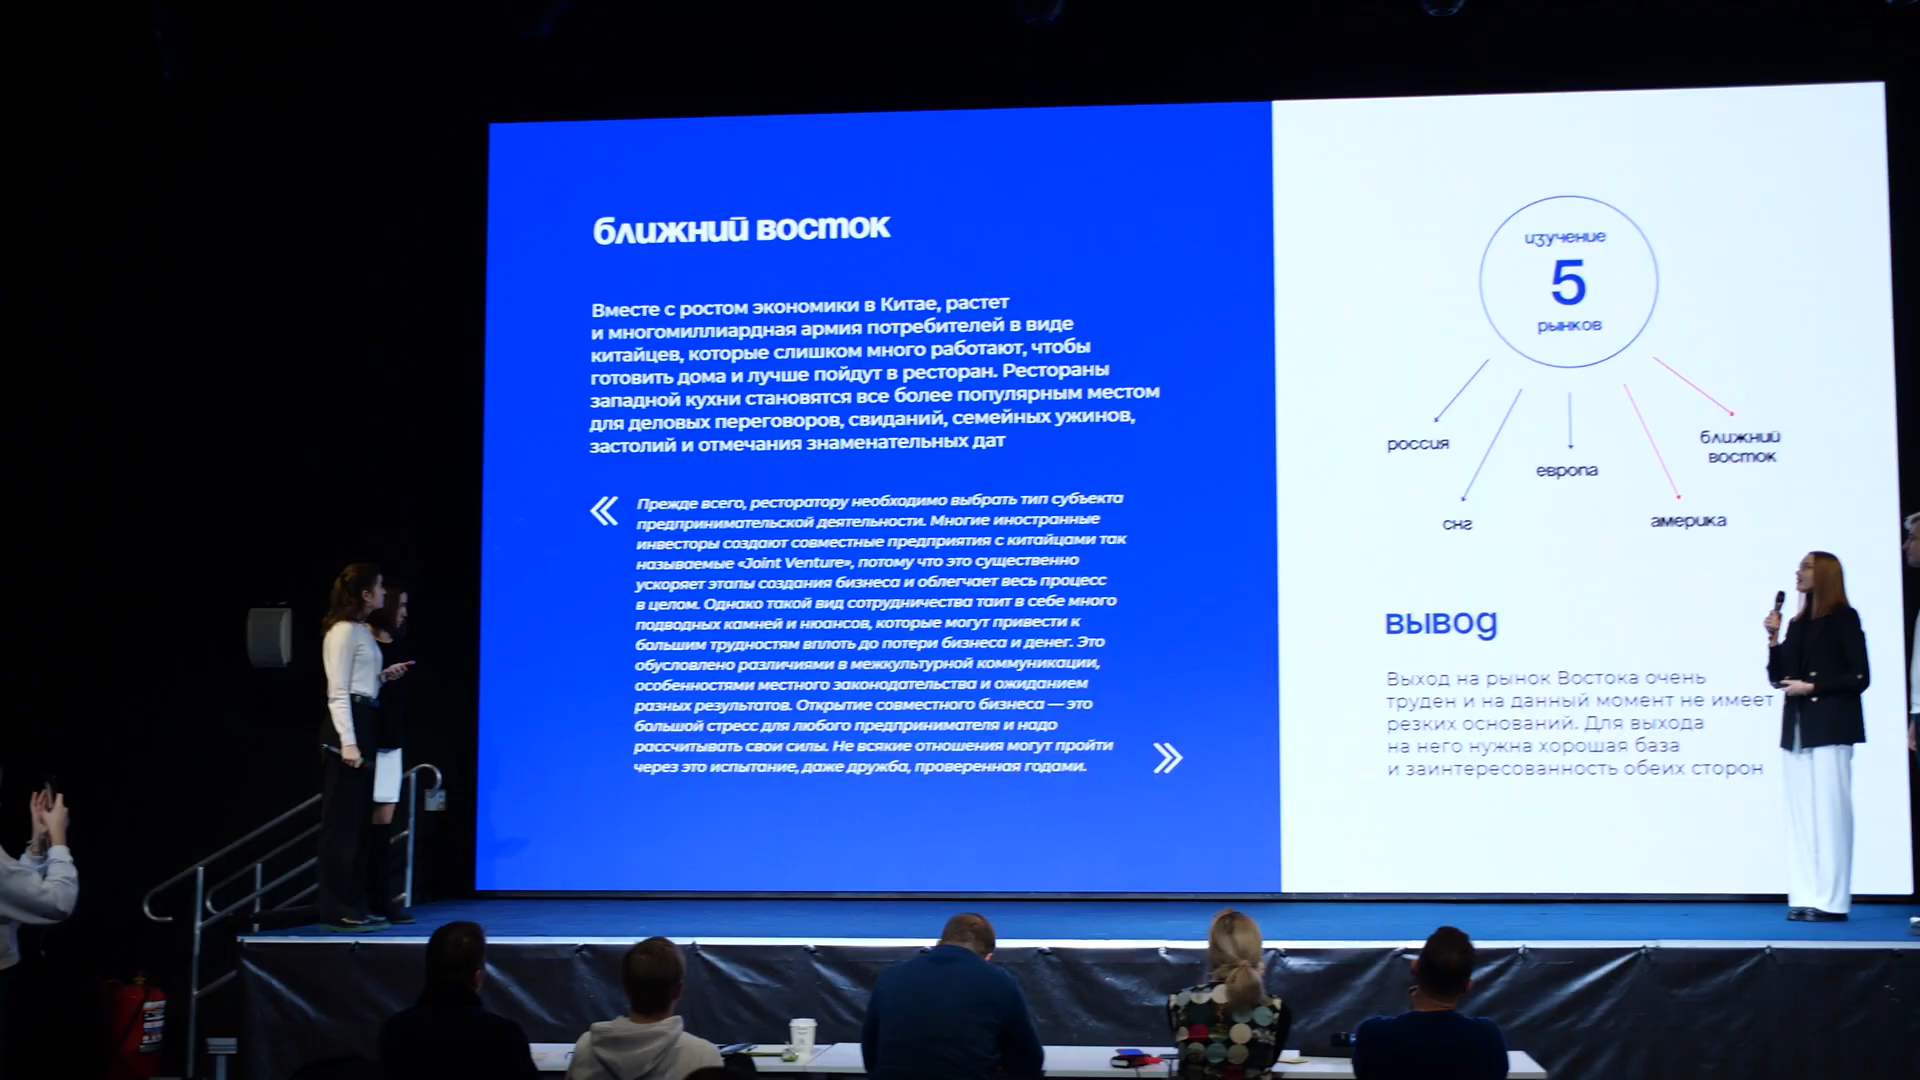 ближний восток
Вместе с ростом экономики в Китае, растет
и многомиллиардная армия потребителей в виде
китайцев, которые слишком много работают, чтобы
готовить дома и лучше пойдут в ресторан. Рестораны
западной кухни становятся все более популярным местом
для деловых переговоров, свиданий, семейных ужинов,
застолий и отмечания знаменательных дат
« Прежде всего, ресторатору необходимо выбрать тип субъекта
предпринимательской деятельности. Многие иностранные
инвесторы создают совместные предприятия с китайцами так
называемые «Joint Venture», потому что это существенно
ускоряет этапы создания бизнеса и облегчает весь процесс
в целом. Однако такой вид сотрудничества таит в себе много
подводных камней и нюансов, которые могут привести к
большим трудностям вплоть до потери бизнеса и денег. Это
обусловлено различиями в межкультурной коммуникации,
особенностями местного законодательства и ожиданием
разных результатов. Открытие совместного бизнеса — это
большой стресс для любого предпринимателя и надо
рассчитывать свои силы. Не всякие отношения могут пройти
через это испытание, даже дружба, проверенная годами. »
изучение
5
рынков
россия
снг
европа
америка
ближний
восток
вывод
Выход на рынок Востока очень
труден и на данный момент не имеет
резких оснований. Для выхода
на него нужна хорошая база
и заинтересованность обеих сторон